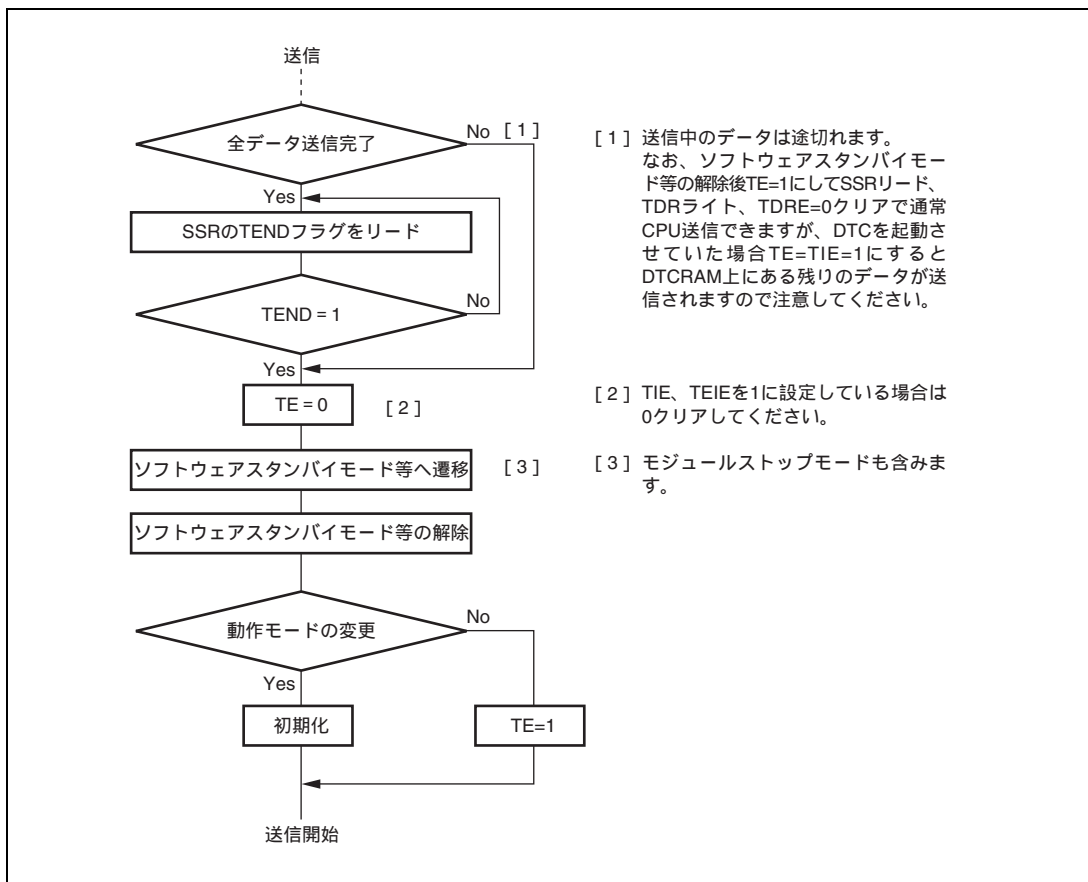 送信
全データ送信完了
No [ 1 ]
Yes
SSRのTENDフラグをリード
TEND = 1
No
Yes
TE = 0 [ 2 ]
ソフトウェアスタンバイモード等へ遷移 [ 3 ]
ソフトウェアスタンバイモード等の解除
動作モードの変更
No
Yes
初期化
TE=1
送信開始
[ 1 ] 送信中のデータは途切れます。
なお、ソフトウェアスタンバイモー
ド等の解除後TE=1にしてSSRリード、
TDRライト、TDRE=0クリアで通常
CPU送信できますが、DTCを起動さ
せていた場合TE=TIE=1にすると
DTCRAM上にある残りのデータが送
信されますので注意してください。
[ 2 ] TIE、TEIEを1に設定している場合は
0クリアしてください。
[ 3 ] モジュールストップモードも含みま
す。